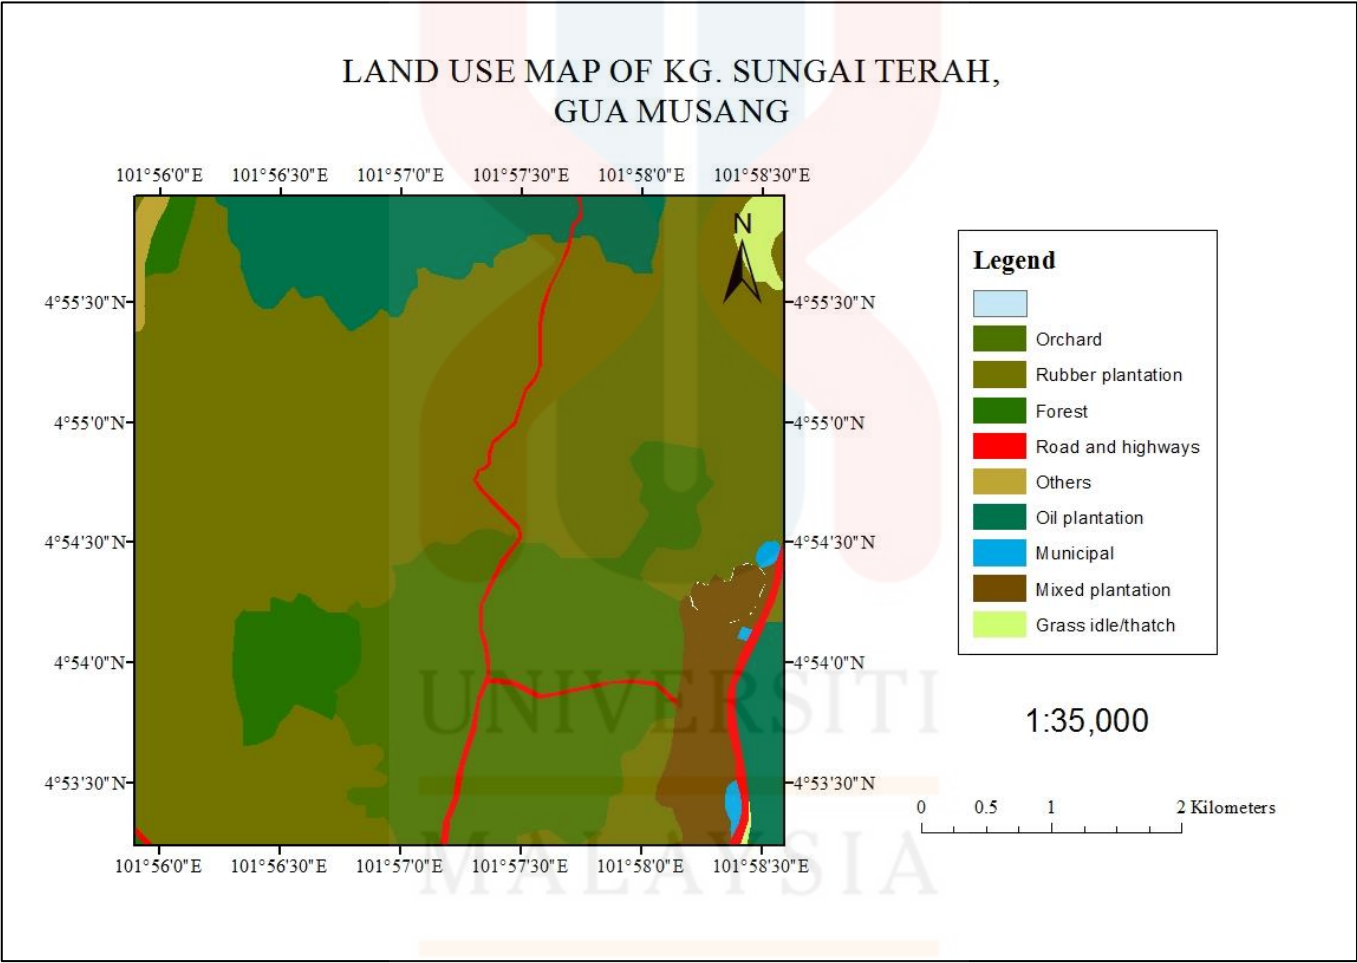 LAND USE MAP OF KG. SUNGAI TERAH,
GUA MUSANG
101°56'0"E 101°56'30"E 101°57'0"E 101°57'30"E 101°58'0"E 101°58'30"E
N
4°55'30"N 4°55'30"N
4°55'0"N 4°55'0"N
4°54'30"N 4°54'30"N
4°54'0"N 4°54'0"N
4°53'30"N 4°53'30"N
101°56'0"E 101°56'30"E 101°57'0"E 101°57'30"E 101°58'0"E 101°58'30"E
Legend
Orchard
Rubber plantation
Forest
Road and highways
Others
Oil plantation
Municipal
Mixed plantation
Grass idle/thatch
1:35,000
0 0.5 1 2 Kilometers
UNIVERSITI
MALAYSIA